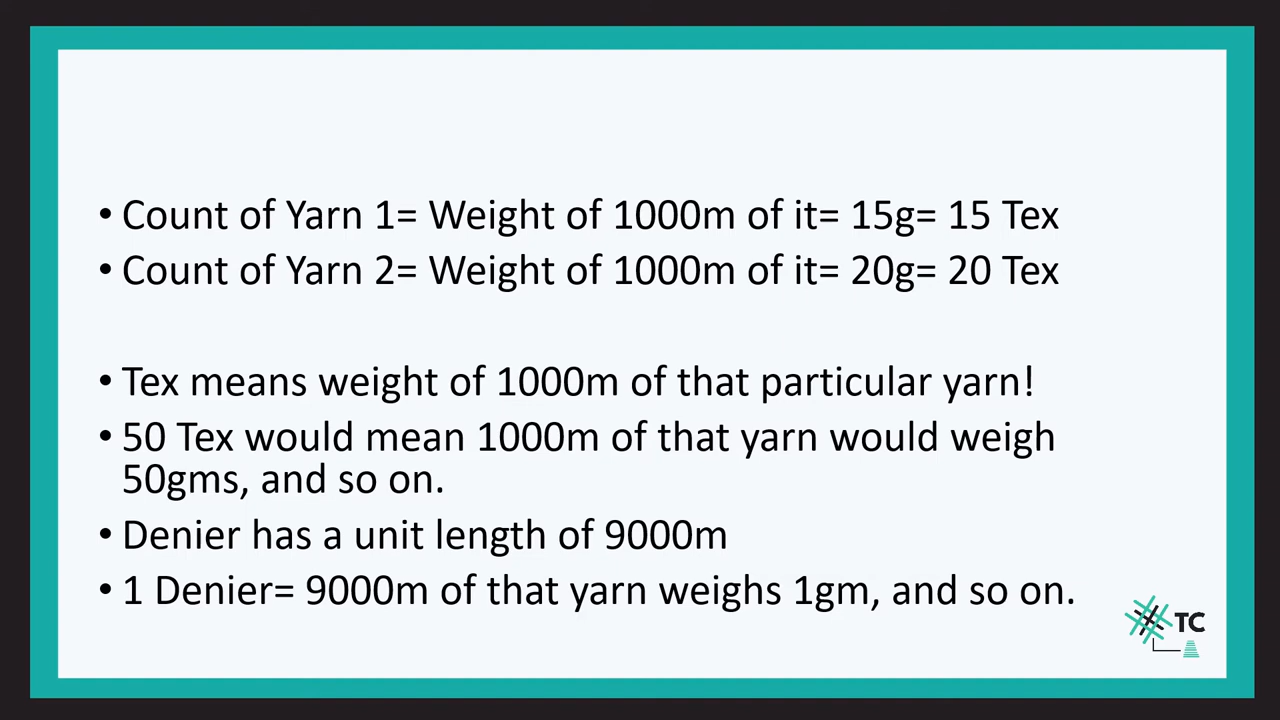 • Count of Yarn 1= Weight of 1000m of it= 15g= 15 Tex
• Count of Yarn 2= Weight of 1000m of it= 20g= 20 Tex
• Tex means weight of 1000m of that particular yarn!
• 50 Tex would mean 1000m of that yarn would weigh
50gms, and so on.
• Denier has a unit length of 9000m
• 1 Denier= 9000m of that yarn weighs 1gm, and so on.
TC